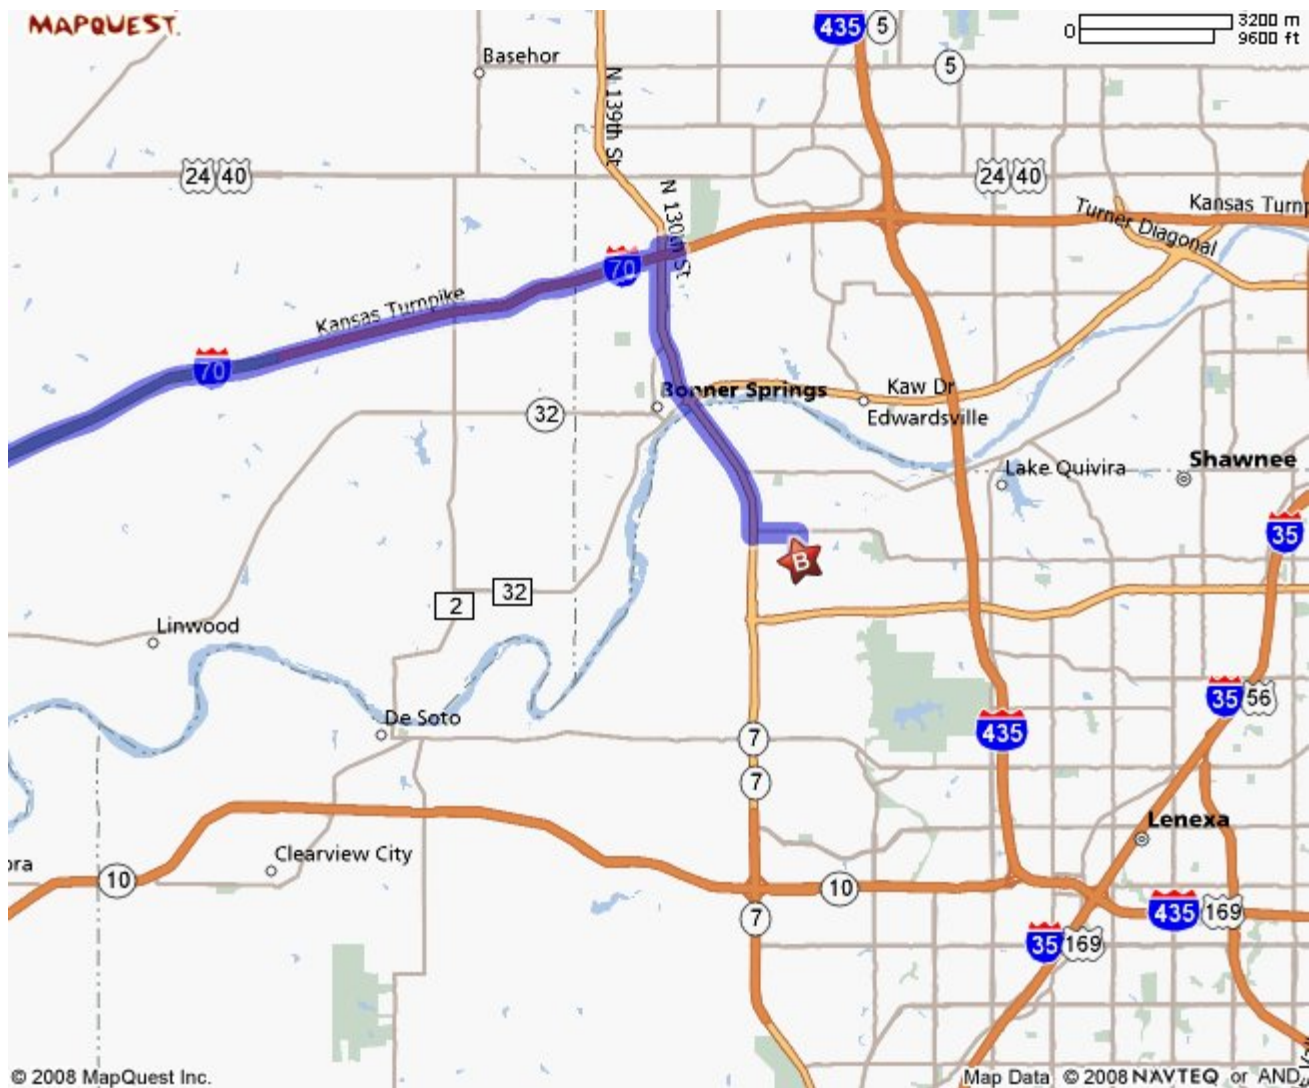 MAPQUEST.
435
5
0
3200 m
9600 ft
Basehor
5
N 139th St
24 40
24 40
N 130th St
Kansas Turnp
Turner Diagonal
70
Kansas Turnpike
70
Bonner Springs
Kaw Dr
32
Edwardsville
Shawnee
Lake Quivira
35
B
32
2
Linwood
35 56
De Soto
7
435
7
Lenexa
Clearview City
ora
10
10
7
435 169
35 169
© 2008 MapQuest Inc.
Map Data © 2008 NAVTEQ or AND